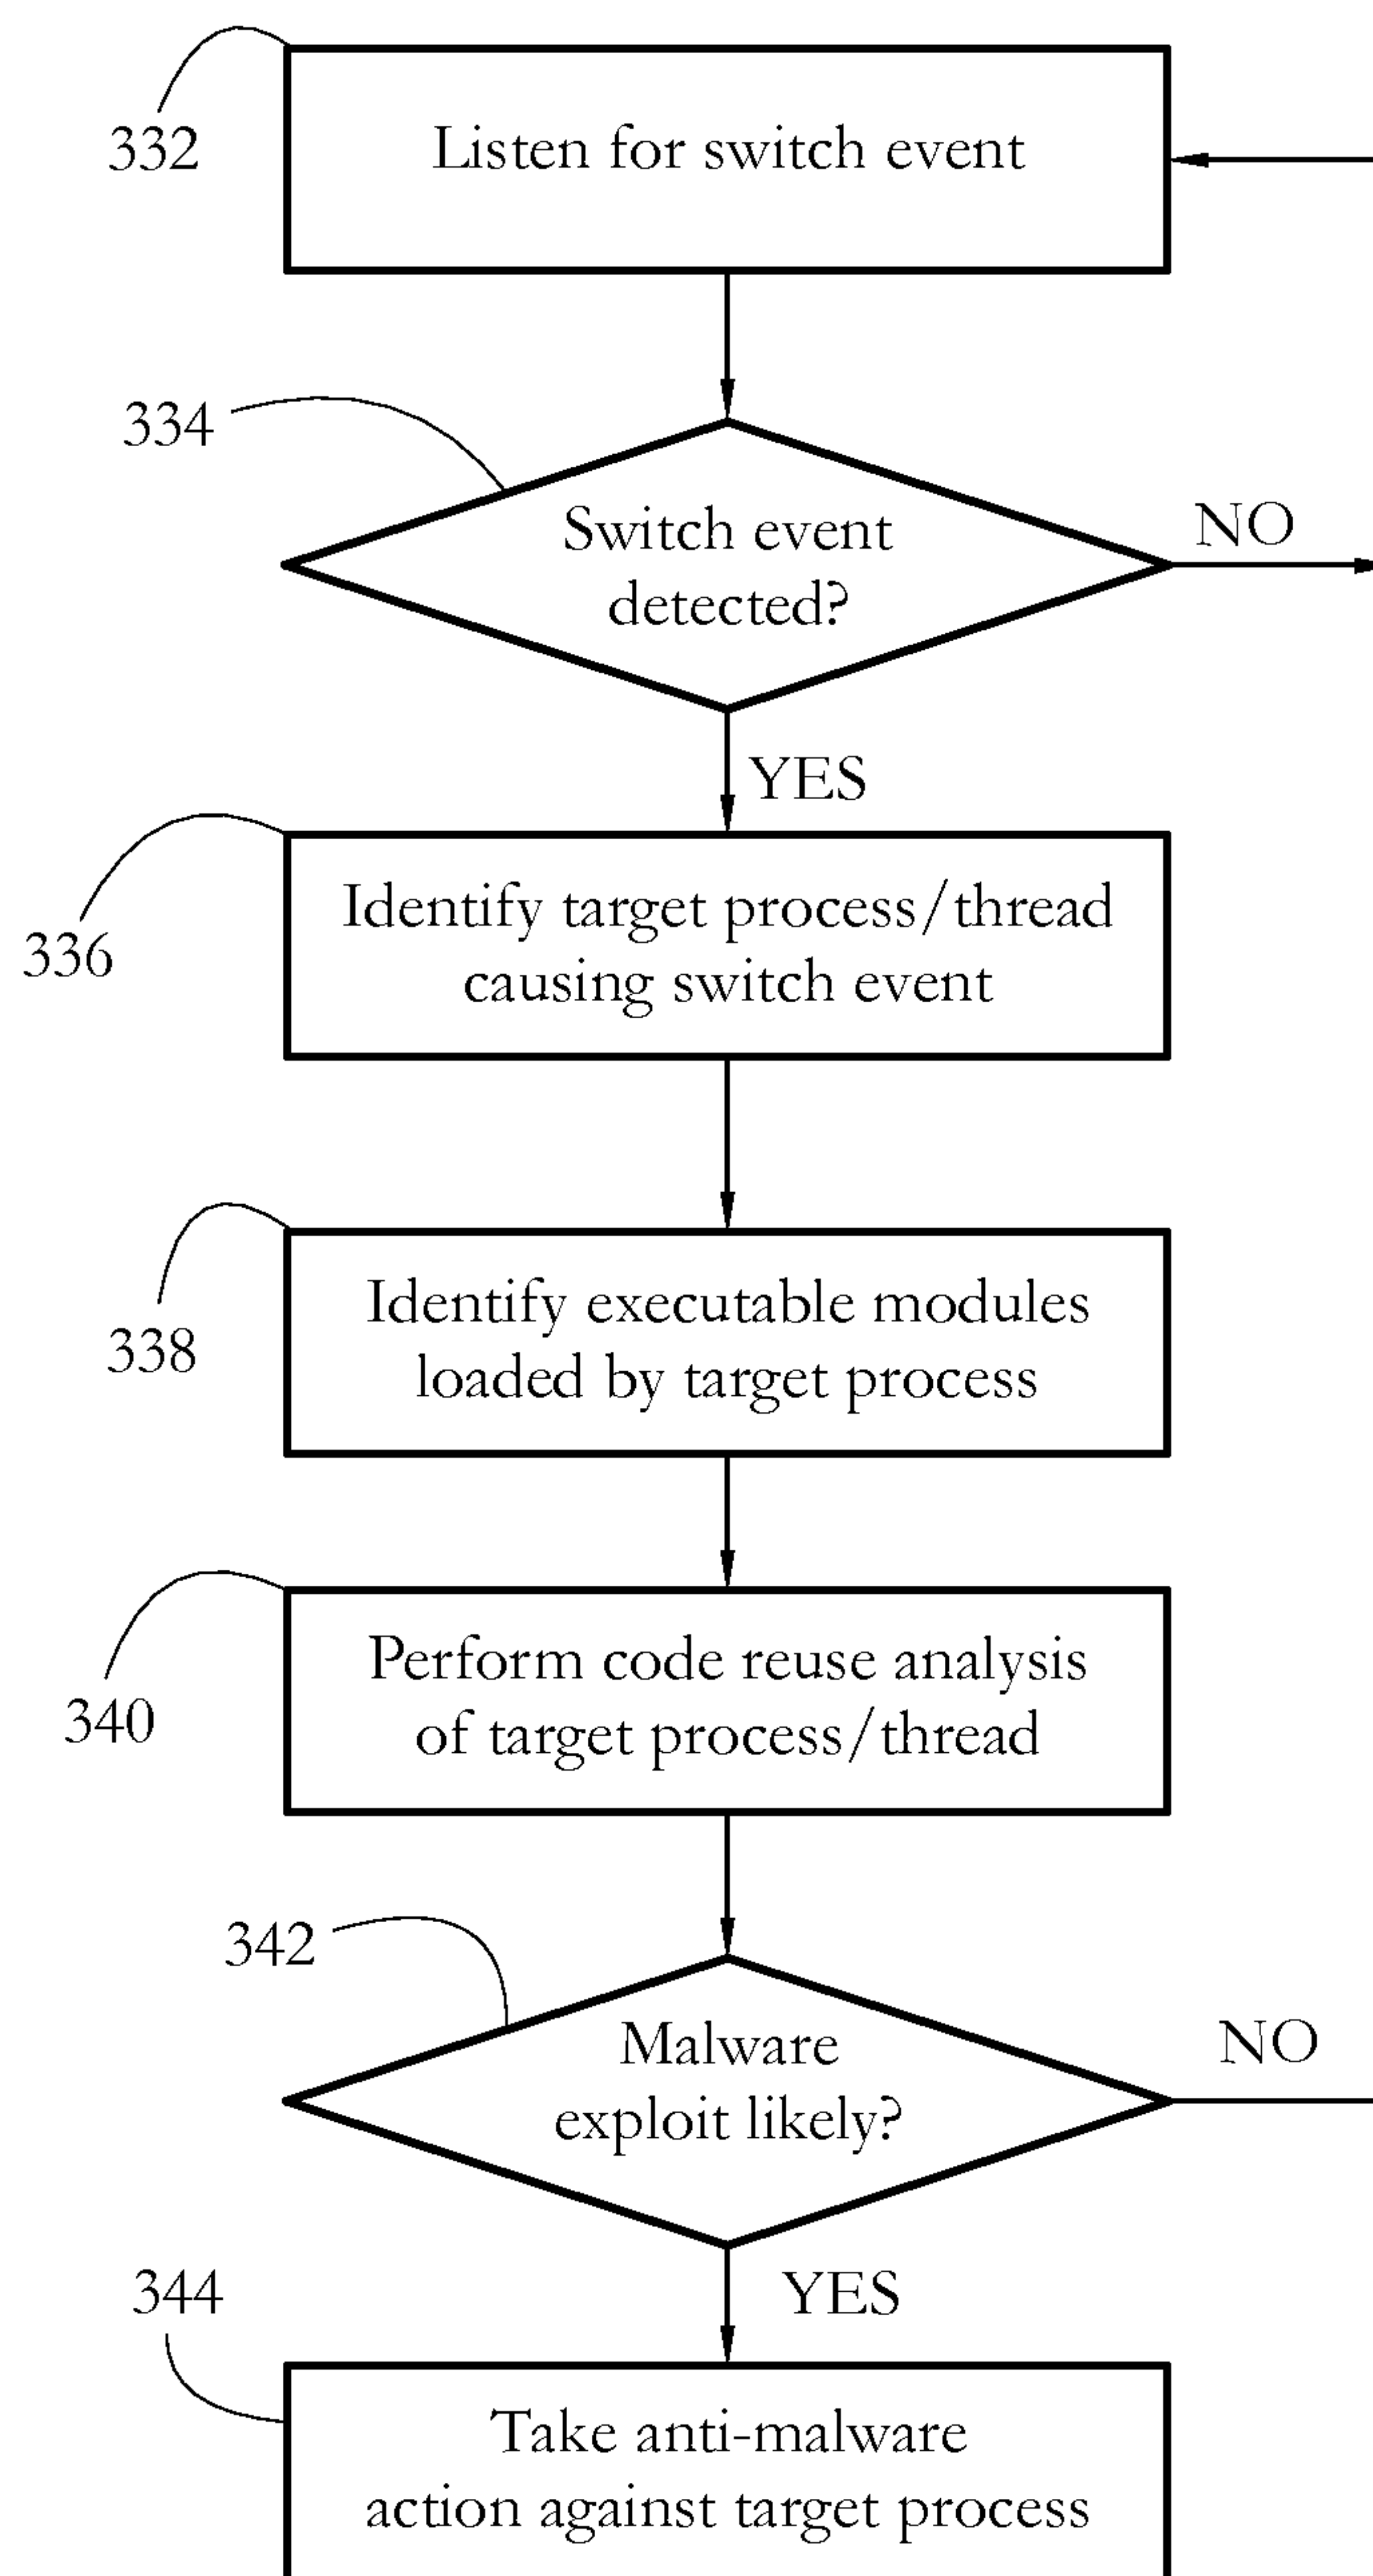 332
Listen for switch event
334
Switch event
detected?
NO
YES
336
Identify target process/thread
causing switch event
338
Identify executable modules
loaded by target process
340
Perform code reuse analysis
of target process/thread
342
Malware
exploit likely?
NO
YES
344
Take anti-malware
action against target process